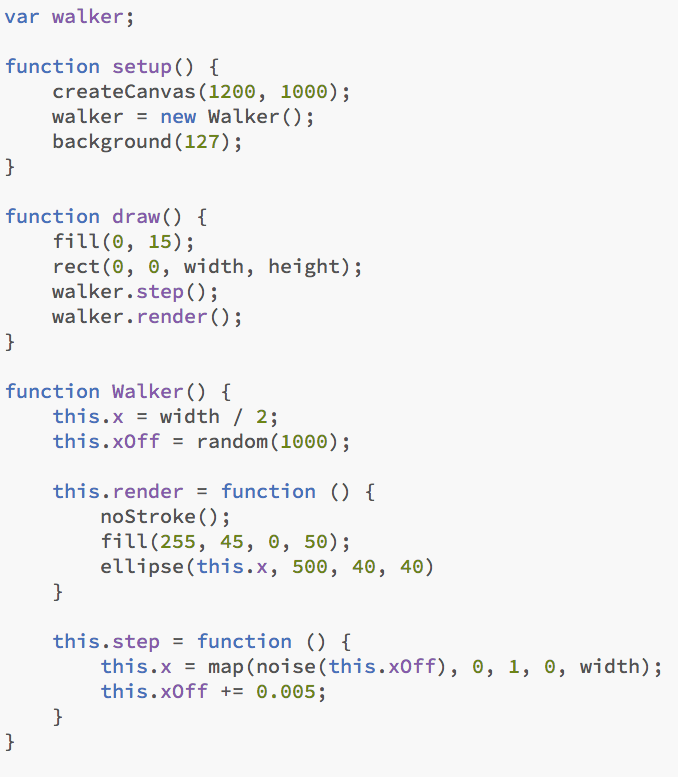 var walker;

function setup() {
    createCanvas(1200, 1000);
    walker = new Walker();
    background(127);
}

function draw() {
    fill(0, 15);
    rect(0, 0, width, height);
    walker.step();
    walker.render();
}

function Walker() {
    this.x = width / 2;
    this.xOff = random(1000);

    this.render = function () {
        noStroke();
        fill(255, 45, 0, 50);
        ellipse(this.x, 500, 40, 40)
    }

    this.step = function () {
        this.x = map(noise(this.xOff), 0, 1, 0, width);
        this.xOff += 0.005;
    }
}